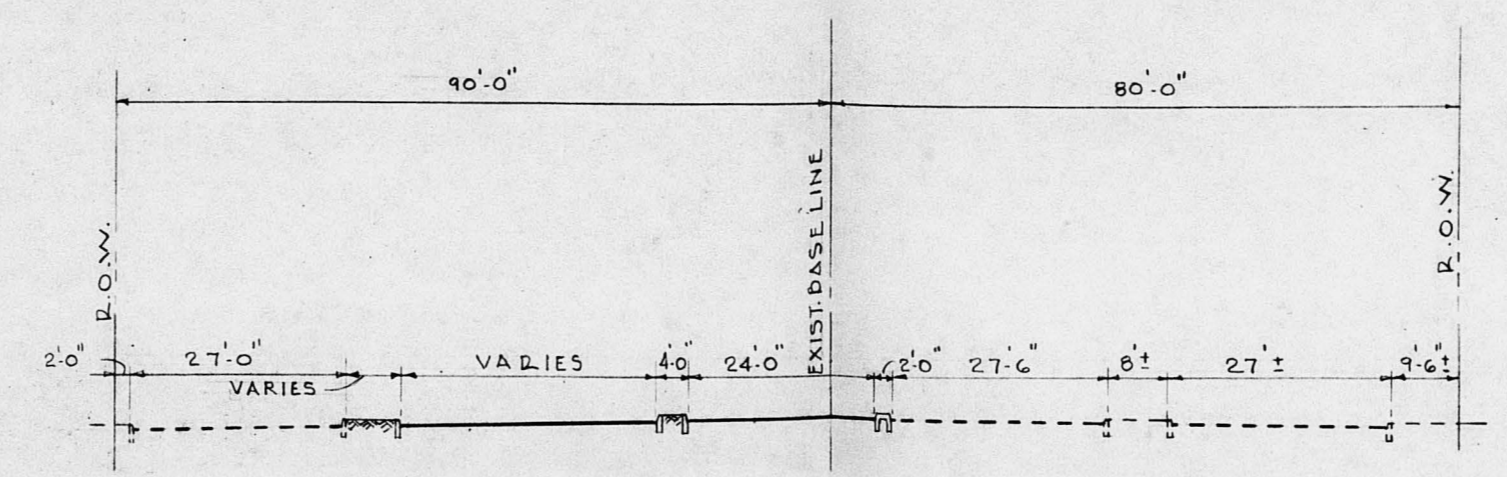 90'-0"
80'-0"
R.O.W.
EXIST. BASE LINE
R.O.W.
2'-0"
27'-0"
VARIES
VARIES
4'-0"
24'-0"
2'-0"
27'-6"
8'±
27'±
9'-6"±